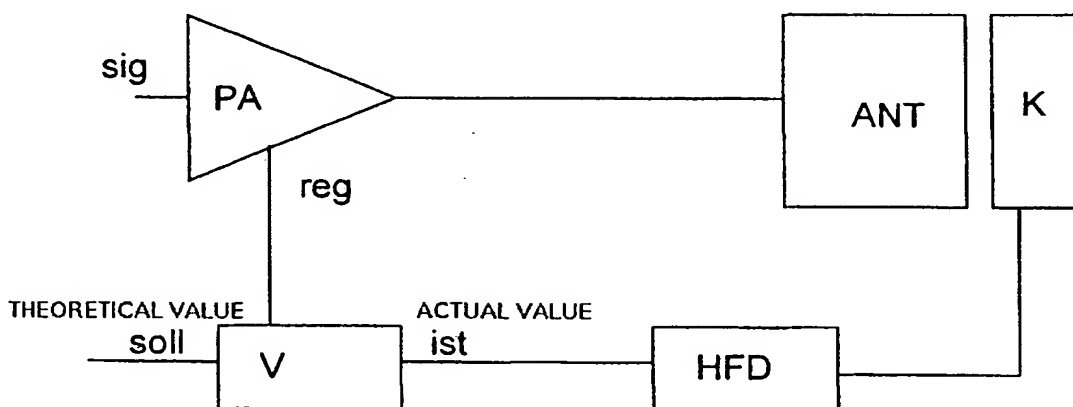 sig
PA
ANT
K
reg
THEORETICAL VALUE
soll
V
ACTUAL VALUE
ist
HFD